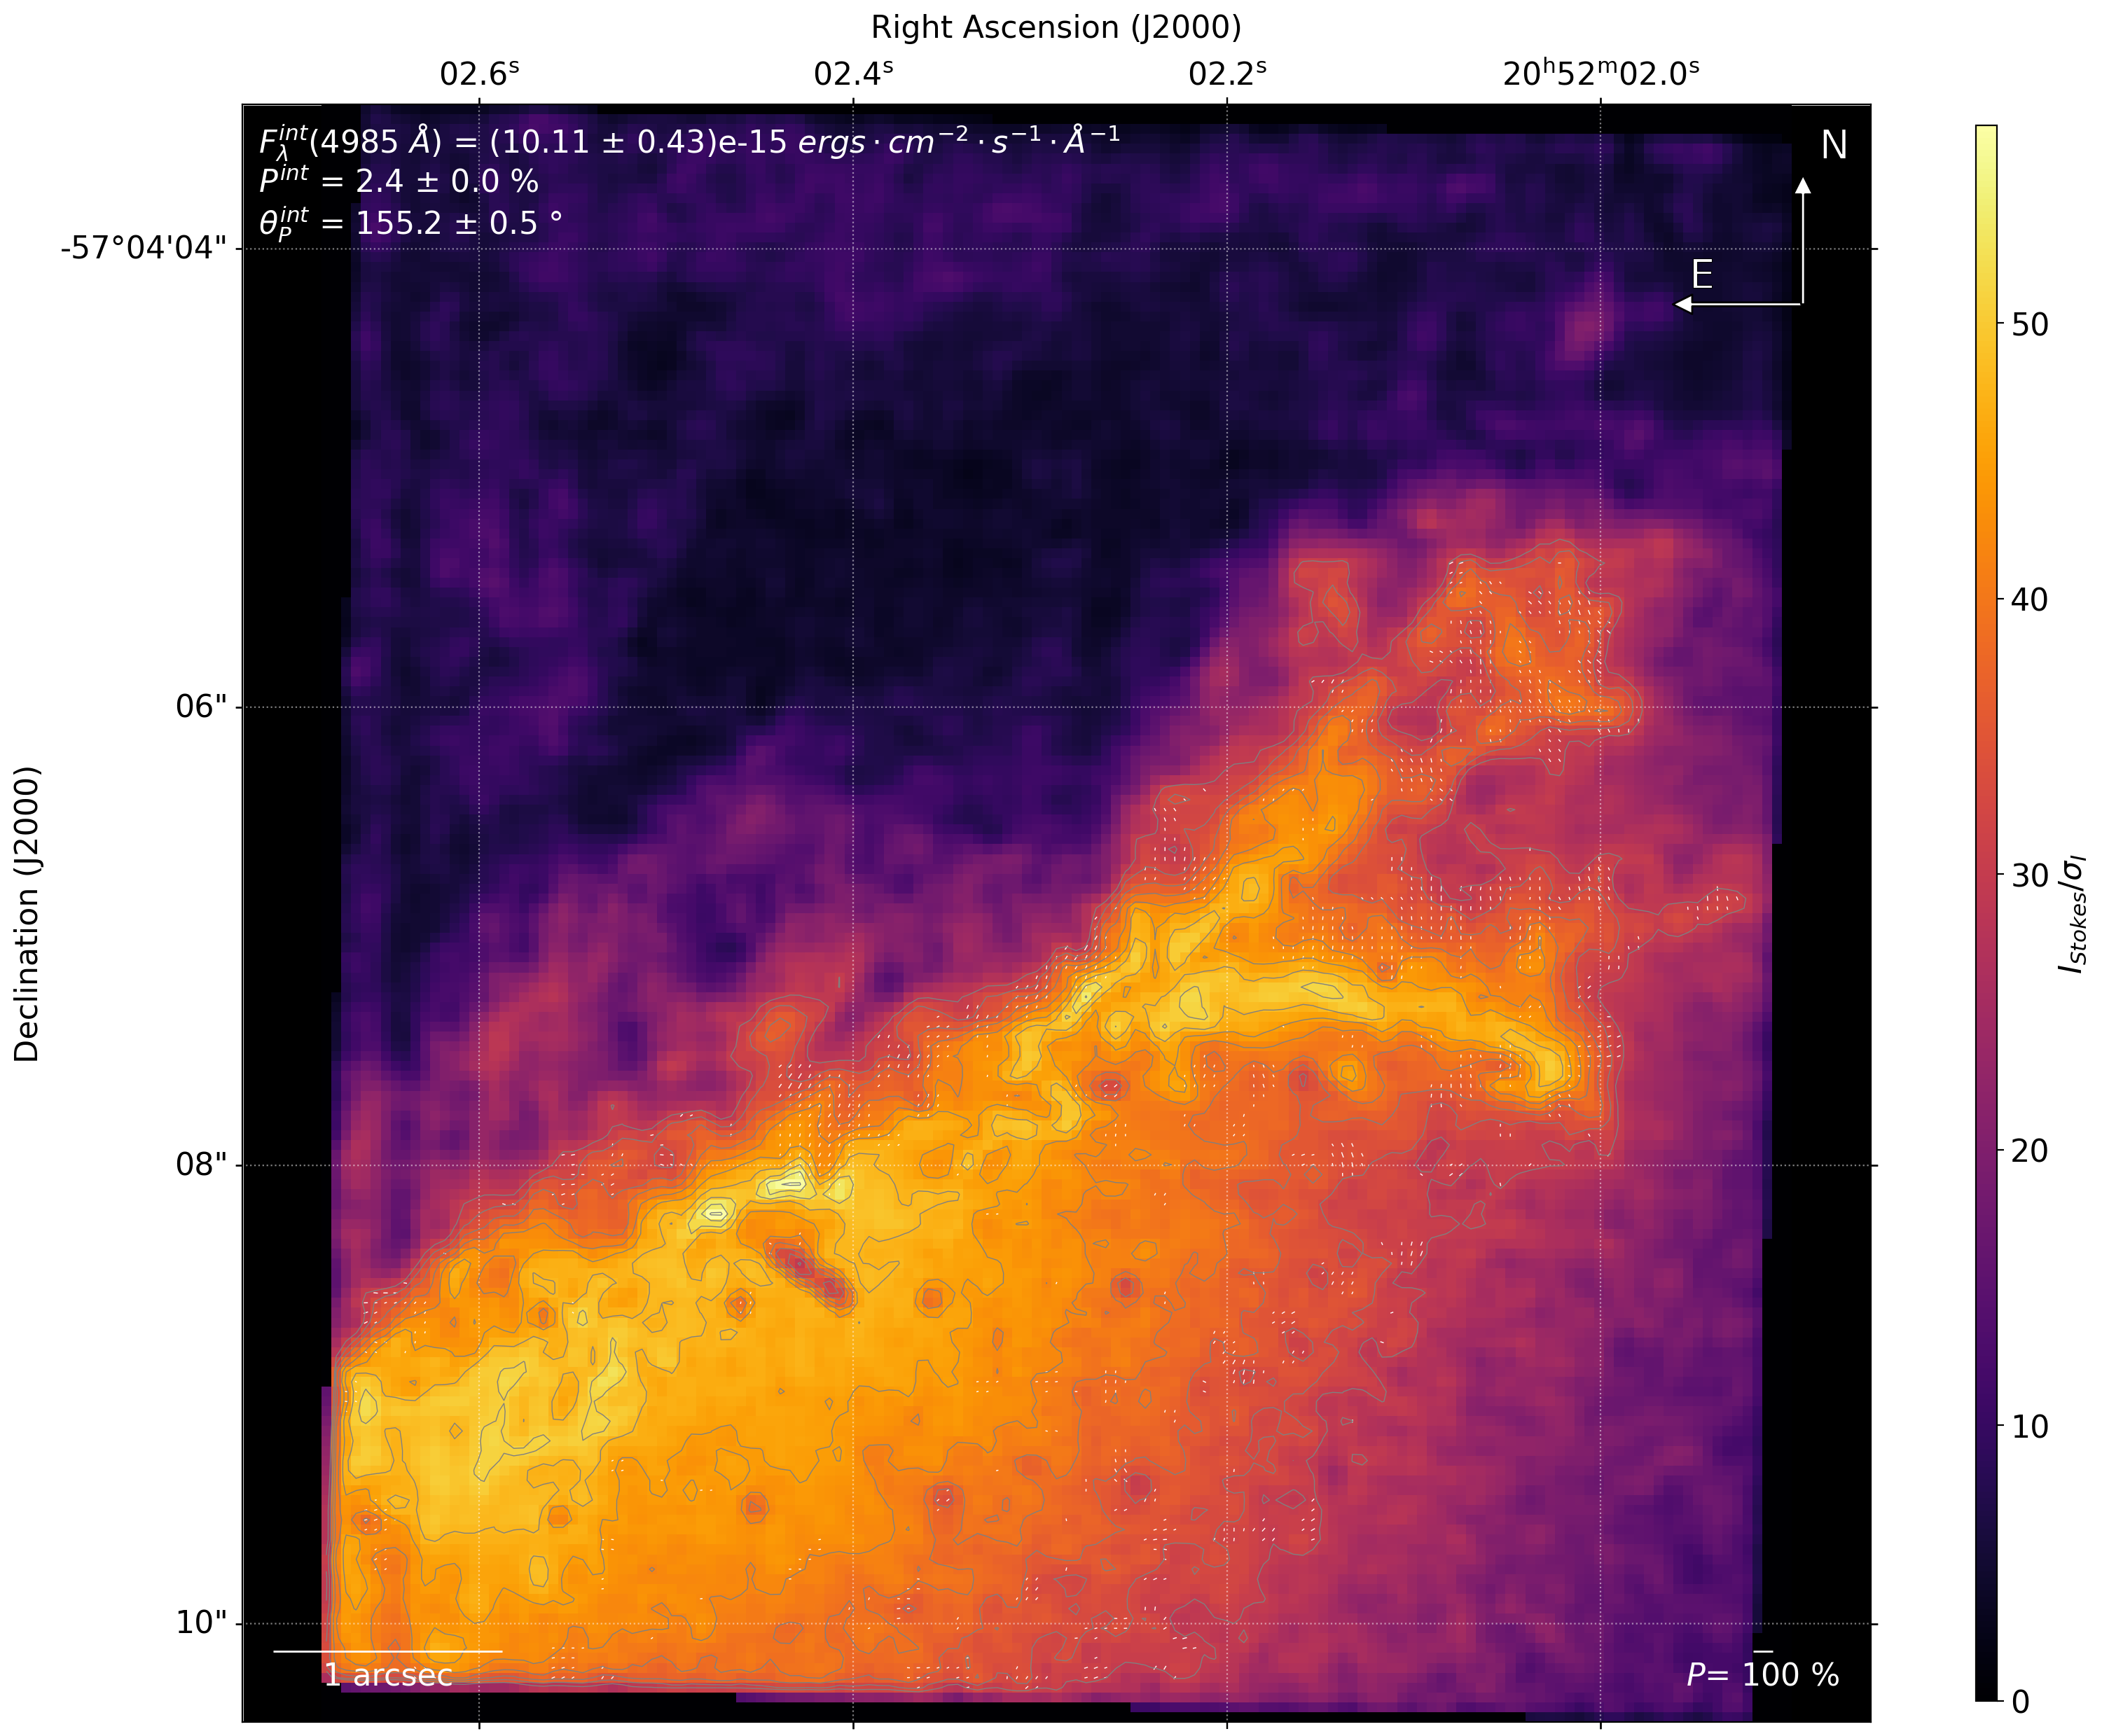 Right Ascension (J2000)
02.6ˢ 02.4ˢ 02.2ˢ 20ʰ52ᵐ02.0ˢ
F_λ^int(4985 Å) = (10.11 ± 0.43)e-15 ergs · cm⁻² · s⁻¹ · Å⁻¹
P^int = 2.4 ± 0.0 %
θ_P^int = 155.2 ± 0.5 °
N
E
-57°04'04"
06"
08"
10"
Declination (J2000)
1 arcsec
P= 100 %
50
40
30
20
10
0
I_Stokes/σ_I